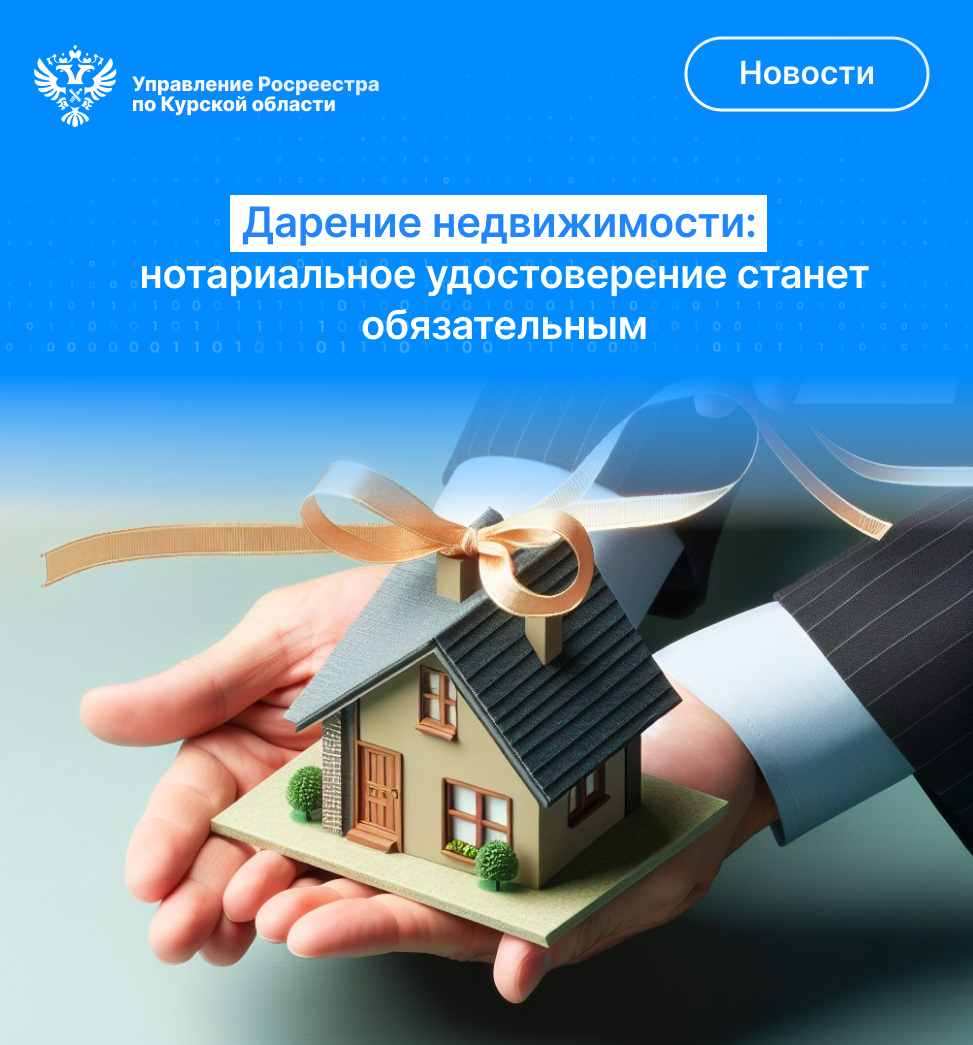 Управление Росреестра
по Курской области
Новости
Дарение недвижимости:
нотариальное удостоверение станет
обязательным